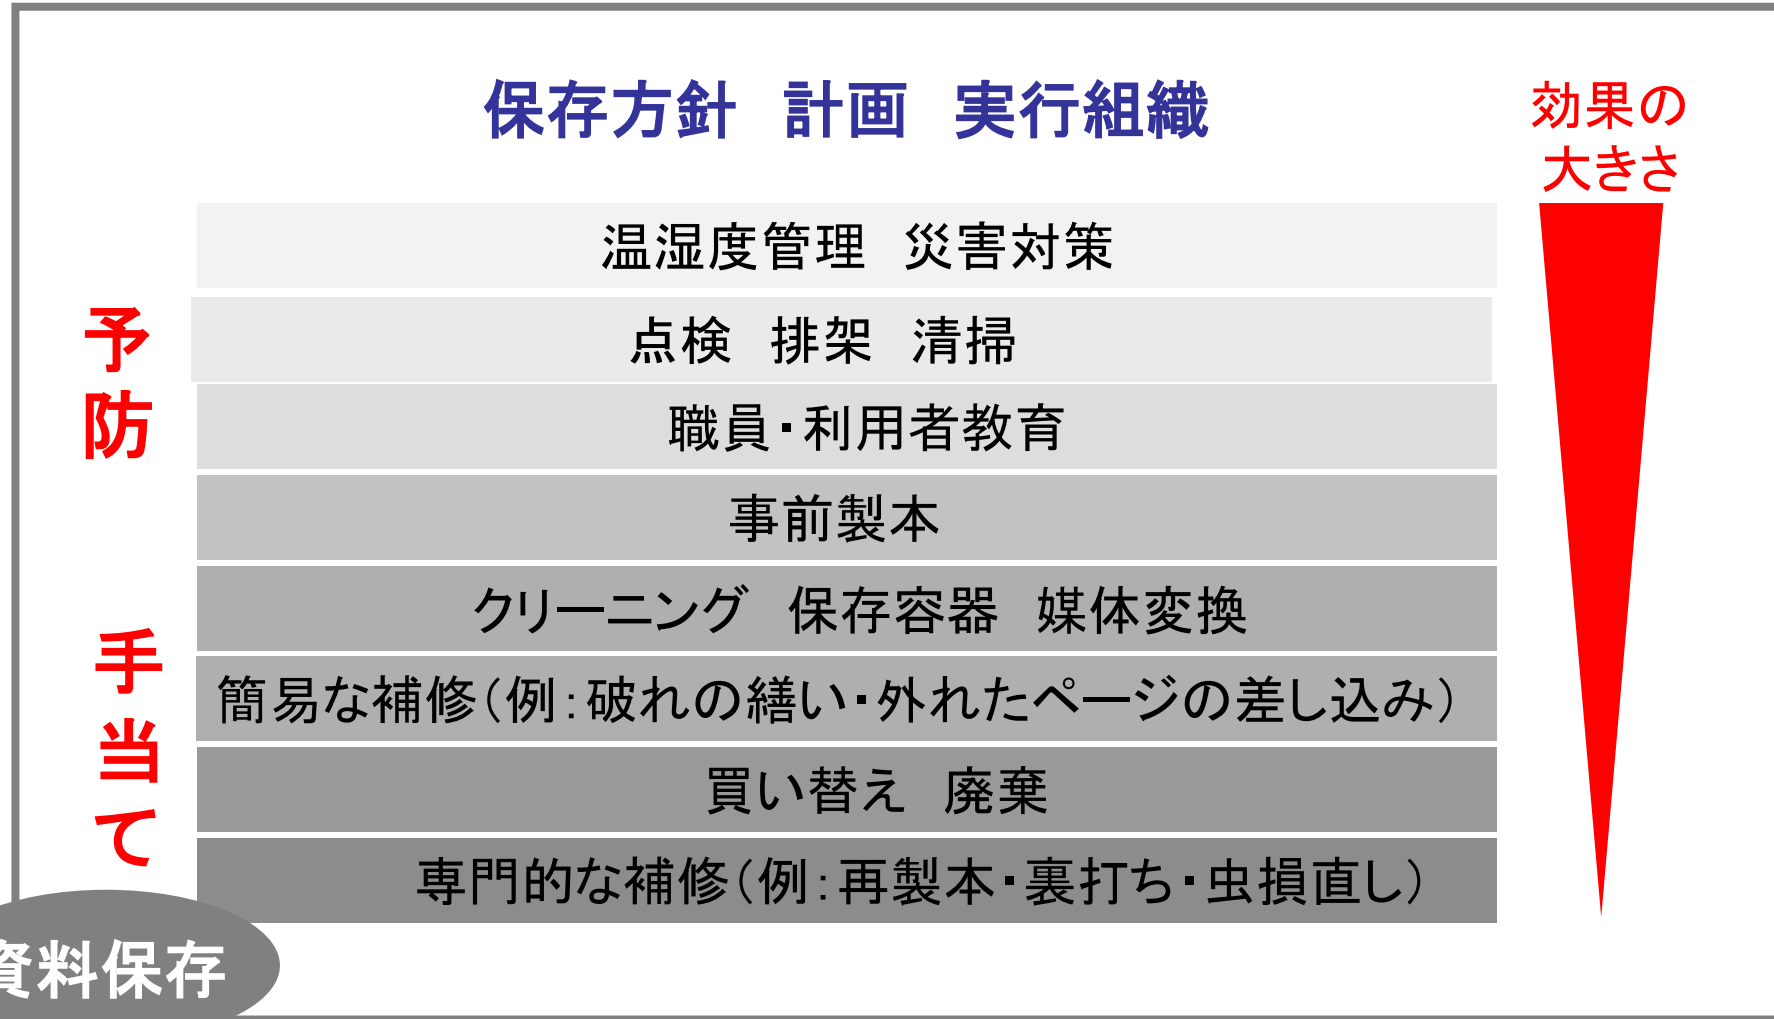 保存方針　計画　実行組織
効果の
大きさ
温湿度管理　災害対策
点検　排架　清掃
職員・利用者教育
事前製本
クリーニング　保存容器　媒体変換
簡易な補修（例：破れの繕い・外れたページの差し込み）
買い替え　廃棄
専門的な補修（例：再製本・裏打ち・虫損直し）
予防
手当て
資料保存